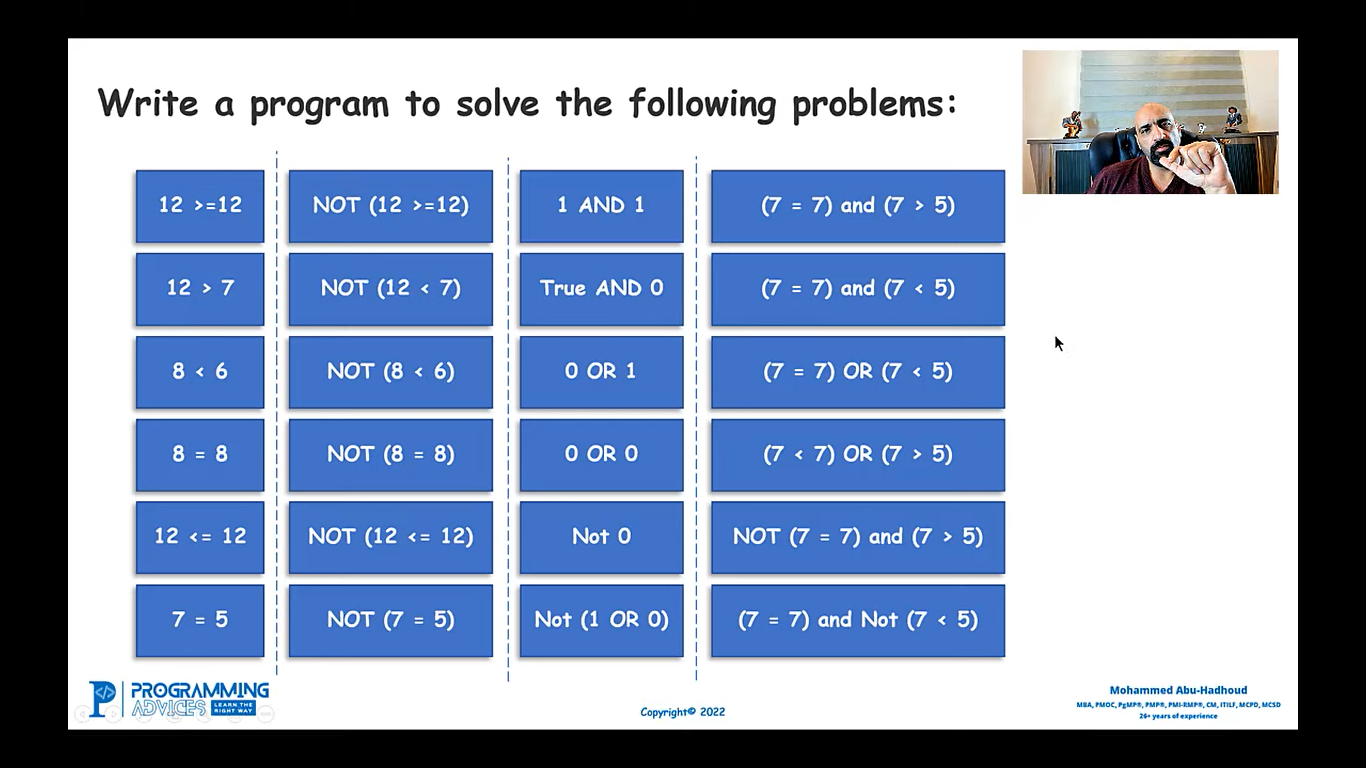 Write a program to solve the following problems:
12 >=12
NOT (12 >=12)
1 AND 1
(7 = 7) and (7 > 5)
12 > 7
NOT (12 < 7)
True AND 0
(7 = 7) and (7 < 5)
8 < 6
NOT (8 < 6)
0 OR 1
(7 = 7) OR (7 < 5)
8 = 8
NOT (8 = 8)
0 OR 0
(7 < 7) OR (7 > 5)
12 <= 12
NOT (12 <= 12)
Not 0
NOT (7 = 7) and (7 > 5)
7 = 5
NOT (7 = 5)
Not (1 OR 0)
(7 = 7) and Not (7 < 5)
P </>
PROGRAMMING
ADVICES LEARN THE RIGHT WAY
Copyright© 2022
Mohammed Abu-Hadhoud
MBA, PMOC, PgMP®, PMP®, PMI-RMP®, CM, ITILF, MCPD, MCSD
26+ years of experience